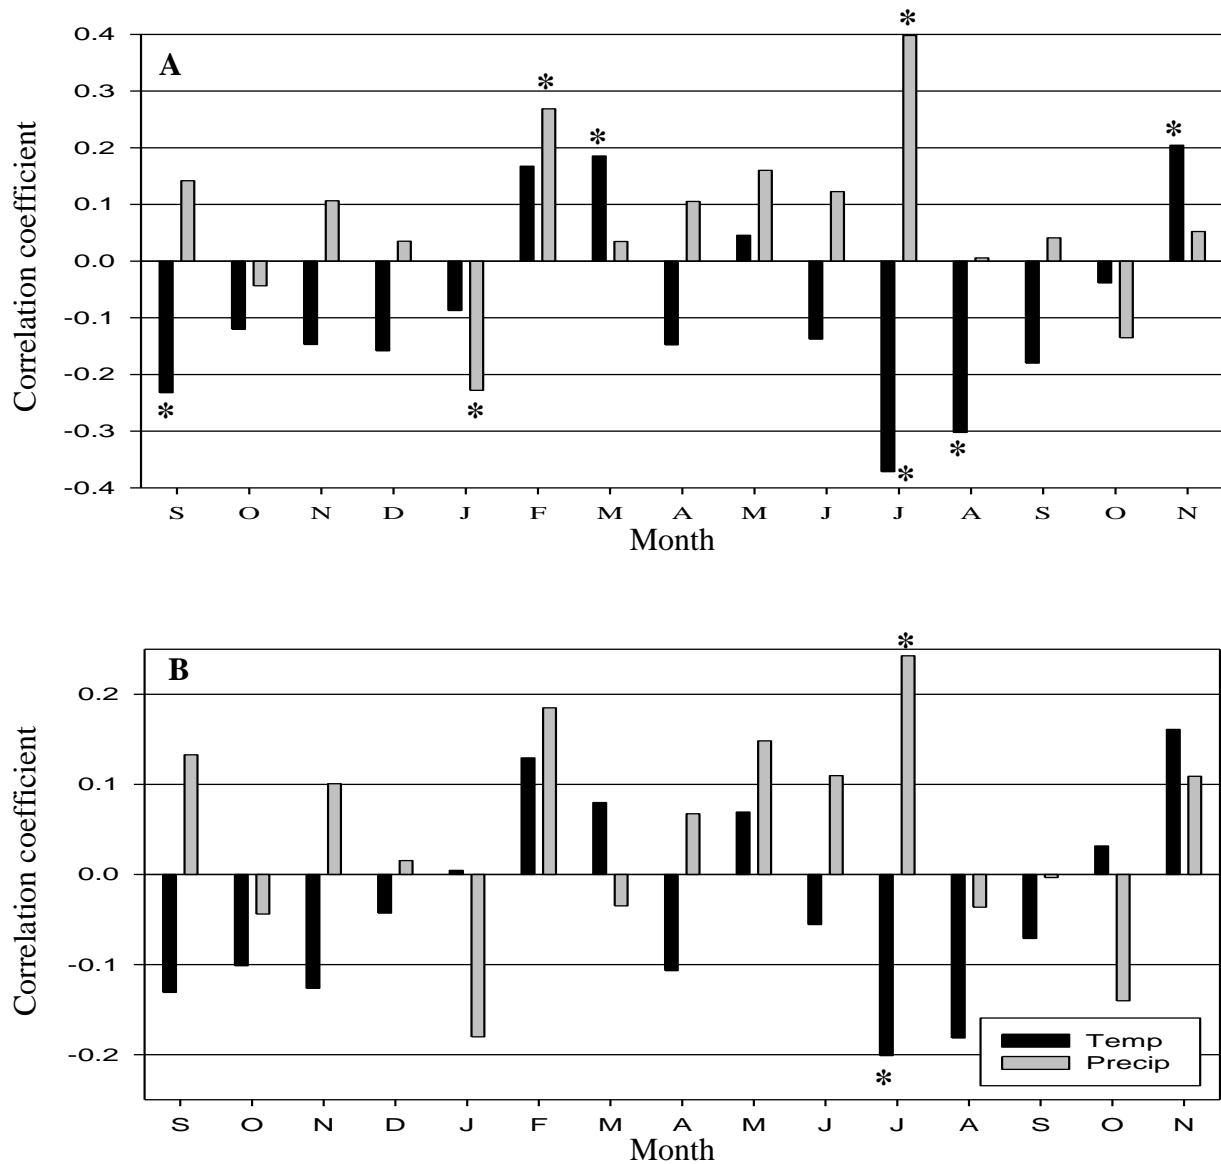 *
0.4
A
0.3
*
0.2
*
*
0.1
0.0
-0.1
-0.2
* *
-0.3
*
*
-0.4
S O N D J F M A M J J A S O N
Month
Correlation coefficient
B
*
0.2
0.1
0.0
-0.1
-0.2
*
Temp
Precip
S O N D J F M A M J J A S O N
Month
Correlation coefficient